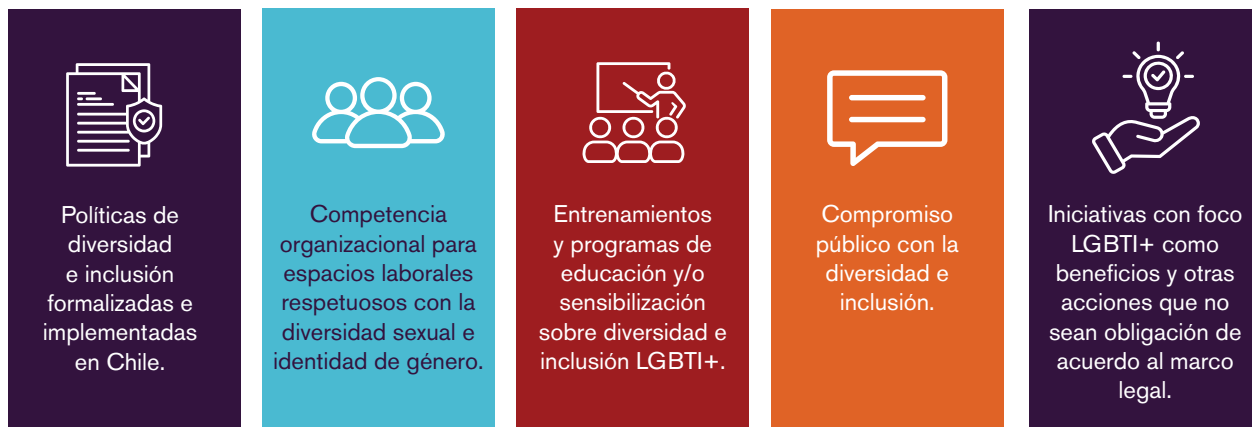 Políticas de
diversidad
e inclusión
formalizadas e
implementadas
en Chile.
Competencia
organizacional para
espacios laborales
respetuosos con la
diversidad sexual e
identidad de género.
Entrenamientos
y programas de
educación y/o
sensibilización
sobre diversidad e
inclusión LGBTI+.
Compromiso
público con la
diversidad e
inclusión.
Iniciativas con foco
LGBTI+ como
beneficios y otras
acciones que no
sean obligación de
acuerdo al marco
legal.